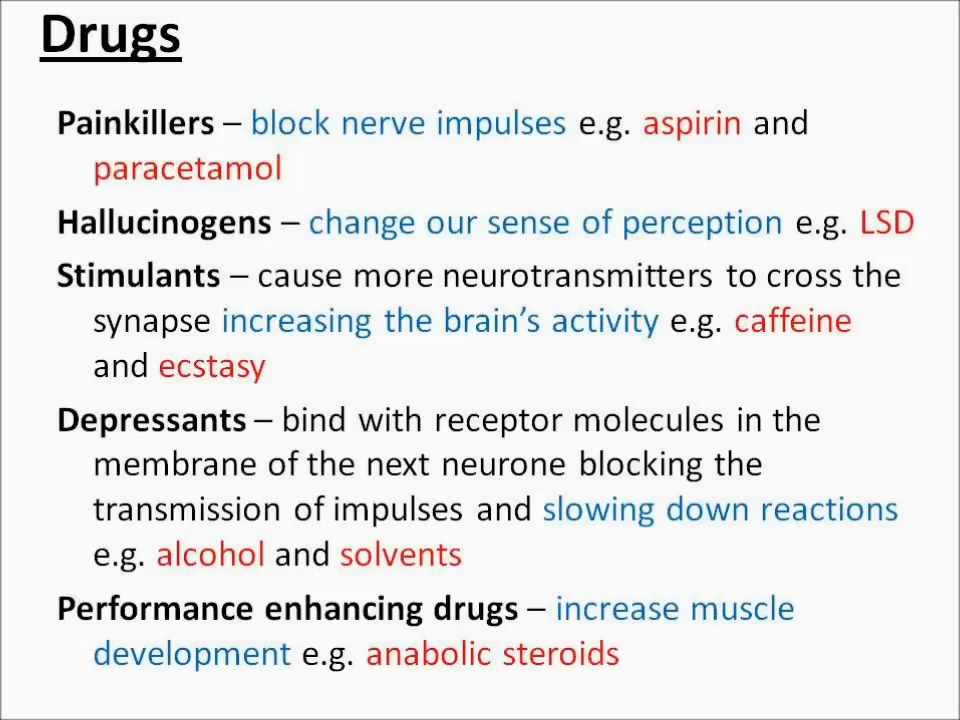 Drugs
Painkillers – block nerve impulses e.g. aspirin and
paracetamol
Hallucinogens – change our sense of perception e.g. LSD
Stimulants – cause more neurotransmitters to cross the
synapse increasing the brain’s activity e.g. caffeine
and ecstasy
Depressants – bind with receptor molecules in the
membrane of the next neurone blocking the
transmission of impulses and slowing down reactions
e.g. alcohol and solvents
Performance enhancing drugs – increase muscle
development e.g. anabolic steroids